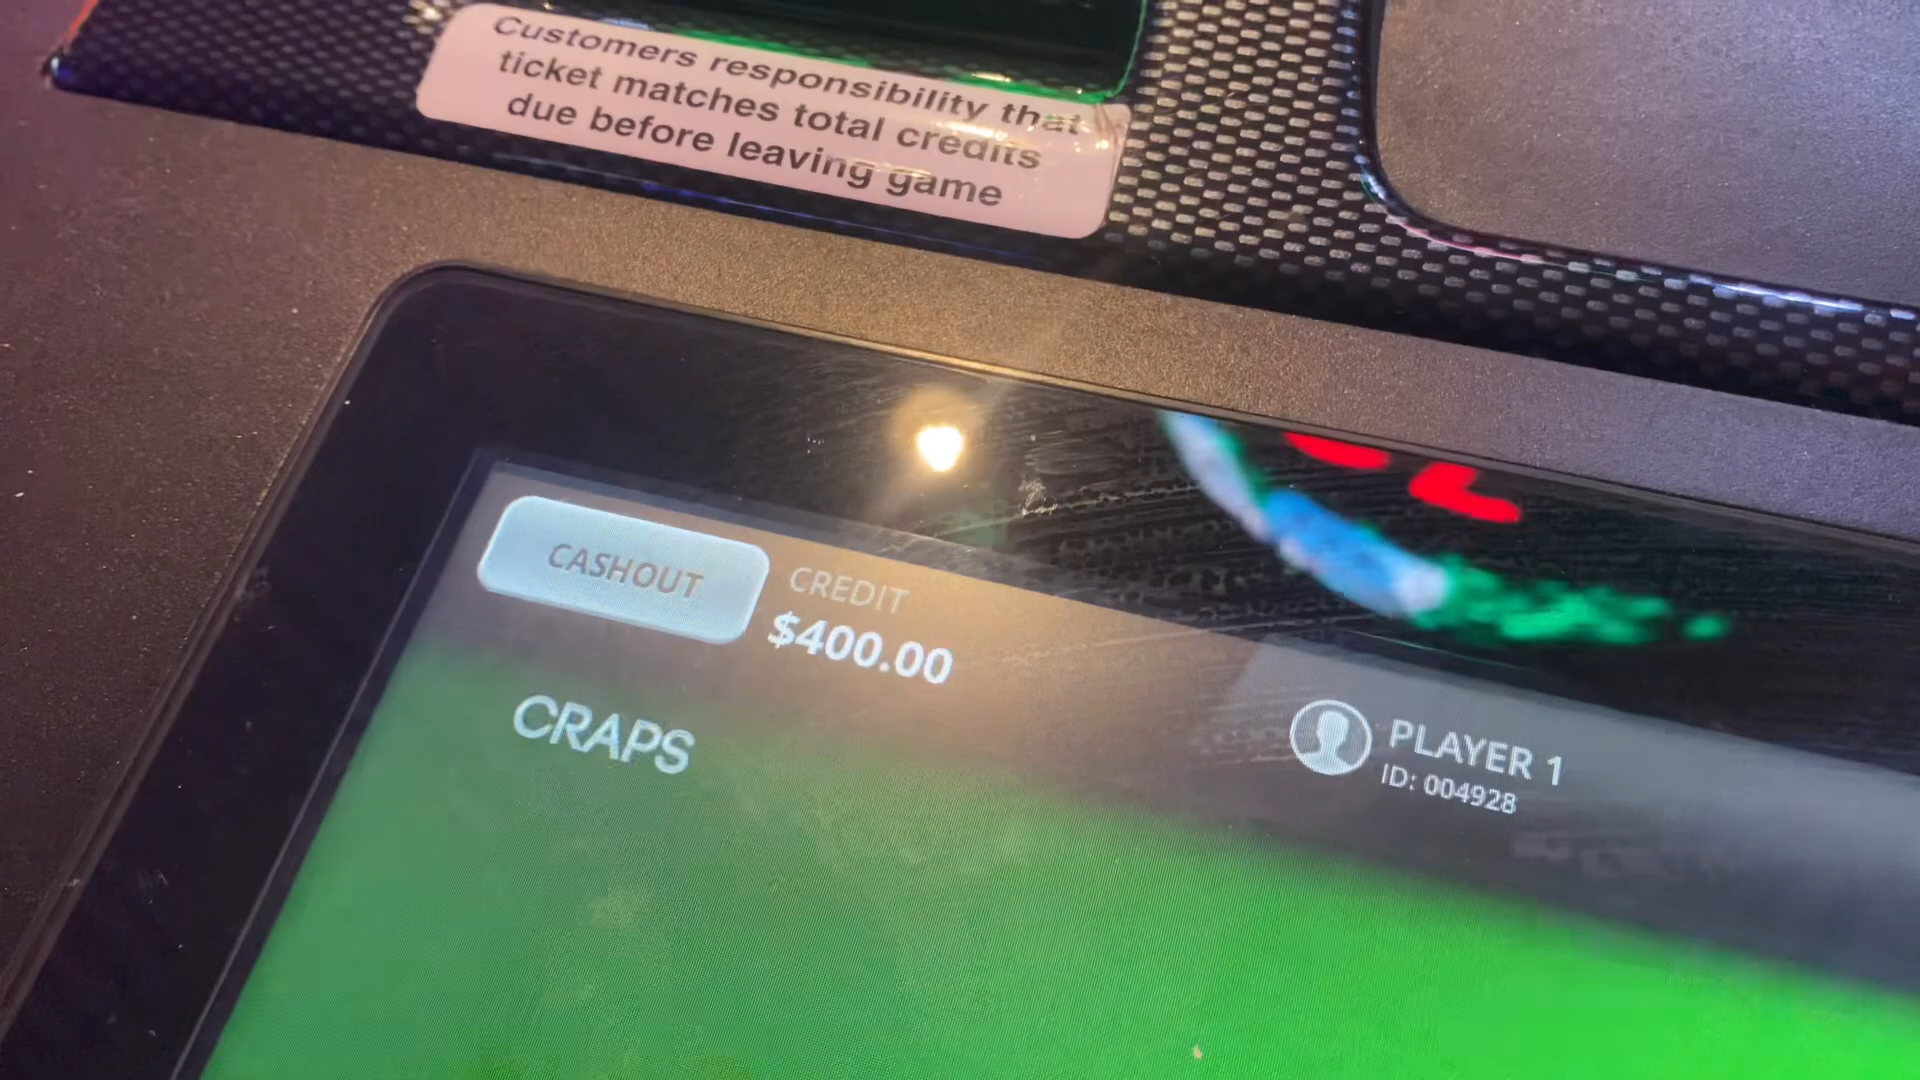 Customers responsibility that
ticket matches total credits
due before leaving game
CASHOUT
CREDIT
$400.00
CRAPS
PLAYER 1
ID: 004928